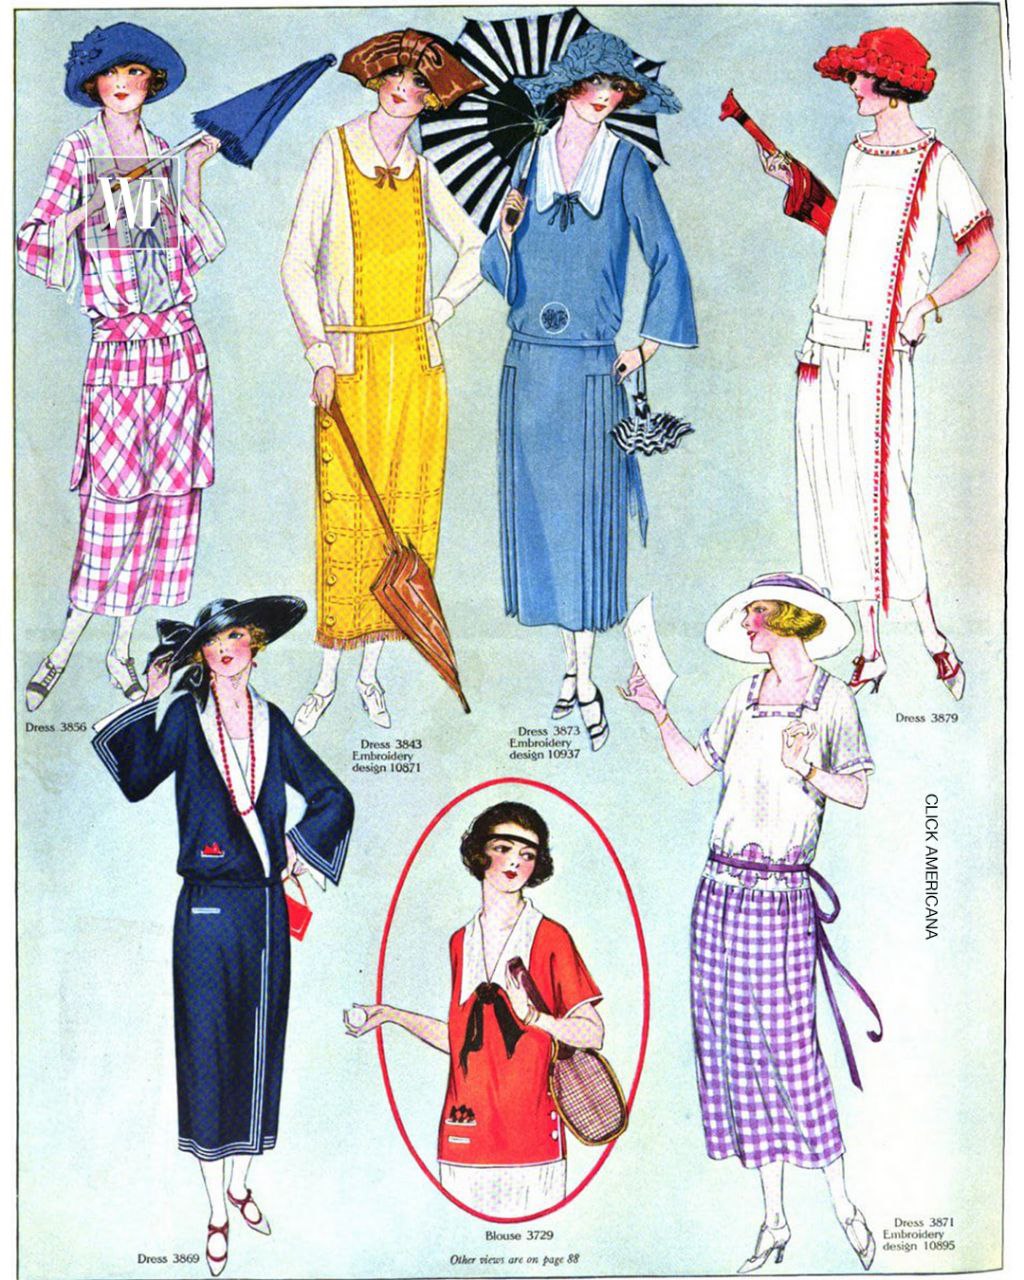 WF
Dress 3856
Dress 3843
Embroidery
design 10871
Dress 3873
Embroidery
design 10937
Dress 3879
CLICK AMERICANA
Dress 3869
Blouse 3729
Other views are on page 88
Dress 3871
Embroidery
design 10895